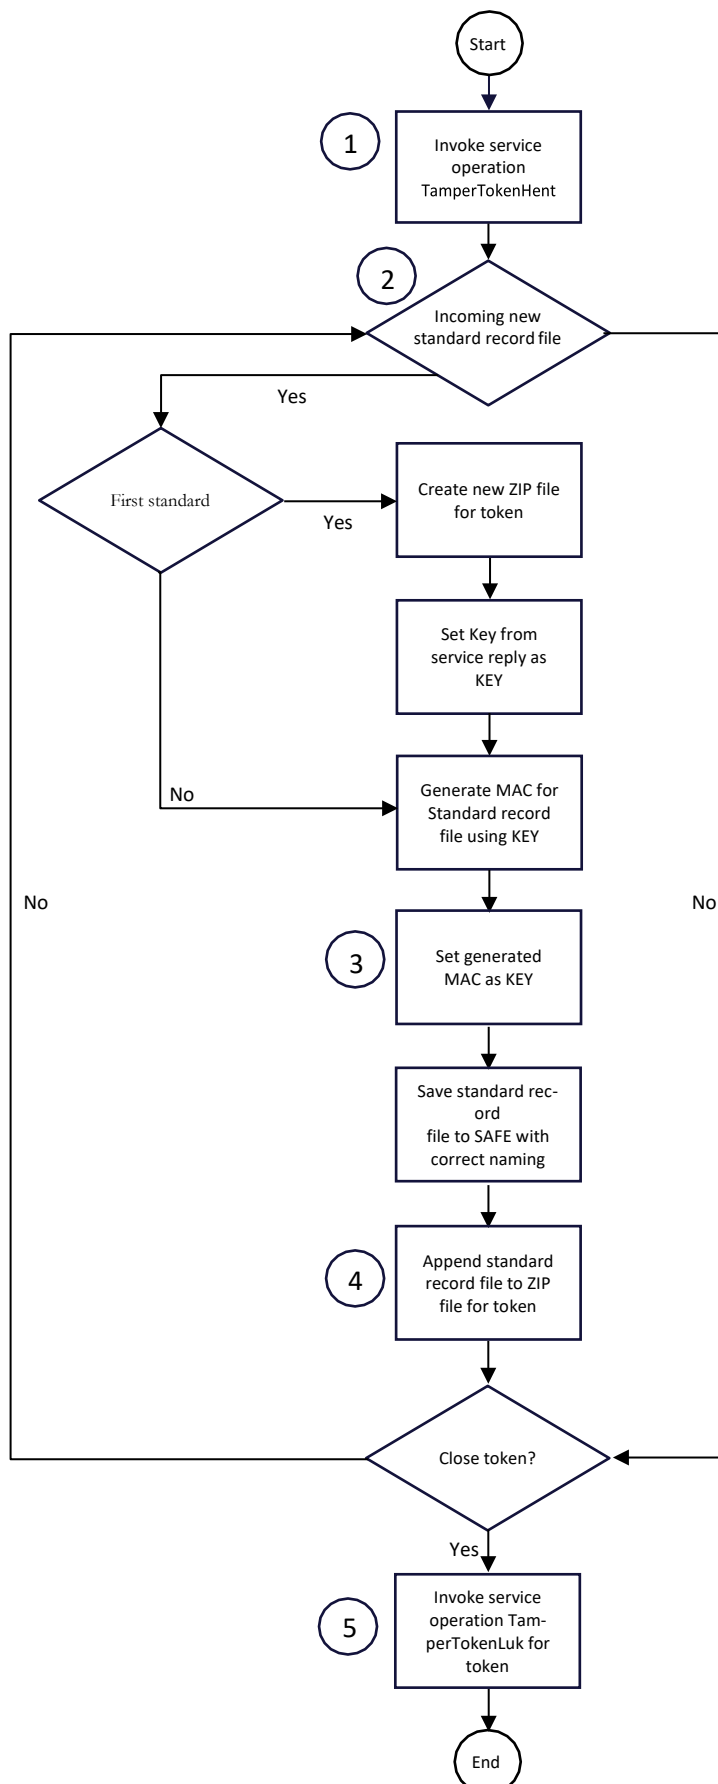 Start
1
Invoke service
operation
TamperTokenHent
2
Incoming new
standard record file
Yes
First standard
Yes
Create new ZIP file
for token
Set Key from
service reply as
KEY
No
Generate MAC for
Standard record
file using KEY
No
No
3
Set generated
MAC as KEY
Save standard rec-
ord
file to SAFE with
correct naming
4
Append standard
record file to ZIP
file for token
Close token?
Yes
5
Invoke service
operation Tam-
perTokenLuk for
token
End